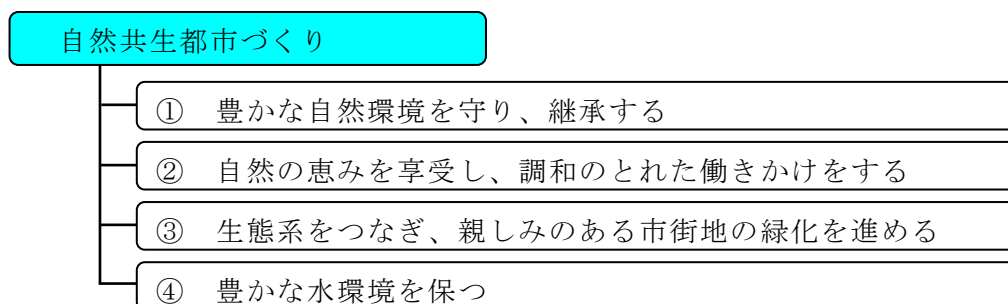 自然共生都市づくり
① 豊かな自然環境を守り、継承する
② 自然の恵みを享受し、調和のとれた働きかけをする
③ 生態系をつなぎ、親しみのある市街地の緑化を進める
④ 豊かな水環境を保つ